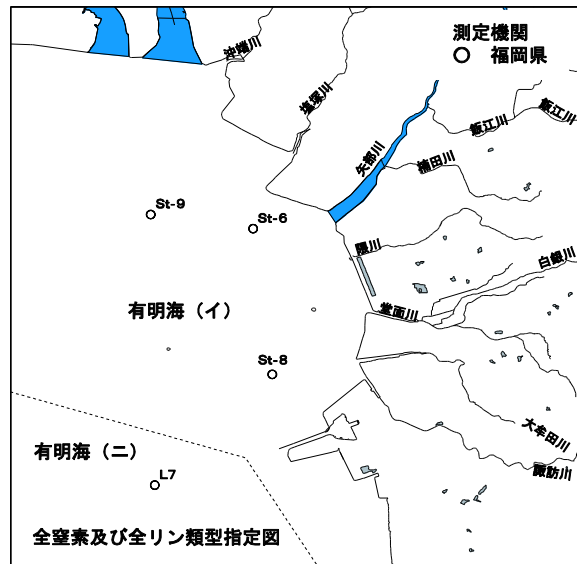 測定機関
○ 福岡県
沖端川
塩塚川
飯江川
飯江川
矢部川
楠田川
St-9
St-6
隈川
白銀川
有明海（イ）
堂面川
St-8
大牟田川
有明海（ニ）
諏訪川
L7
全窒素及び全リン類型指定図